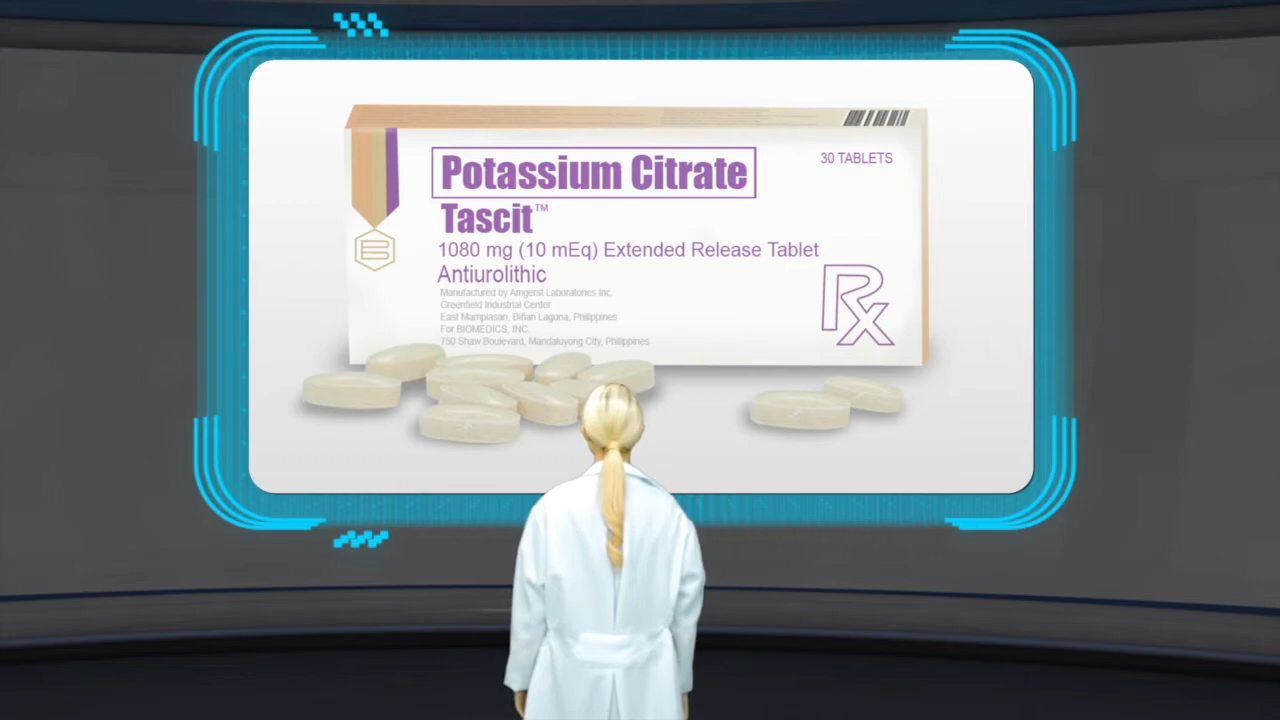 30 TABLETS
Potassium Citrate
Tascit™
1080 mg (10 mEq) Extended Release Tablet
Antiurolithic
Manufactured by Amgerst Laboratories Inc.
Greenfield Industrial Center
East Mamplasan, Biñan Laguna, Philippines
For BIOMEDICS, INC.
750 Shaw Boulevard, Mandaluyong City, Philippines
Rx